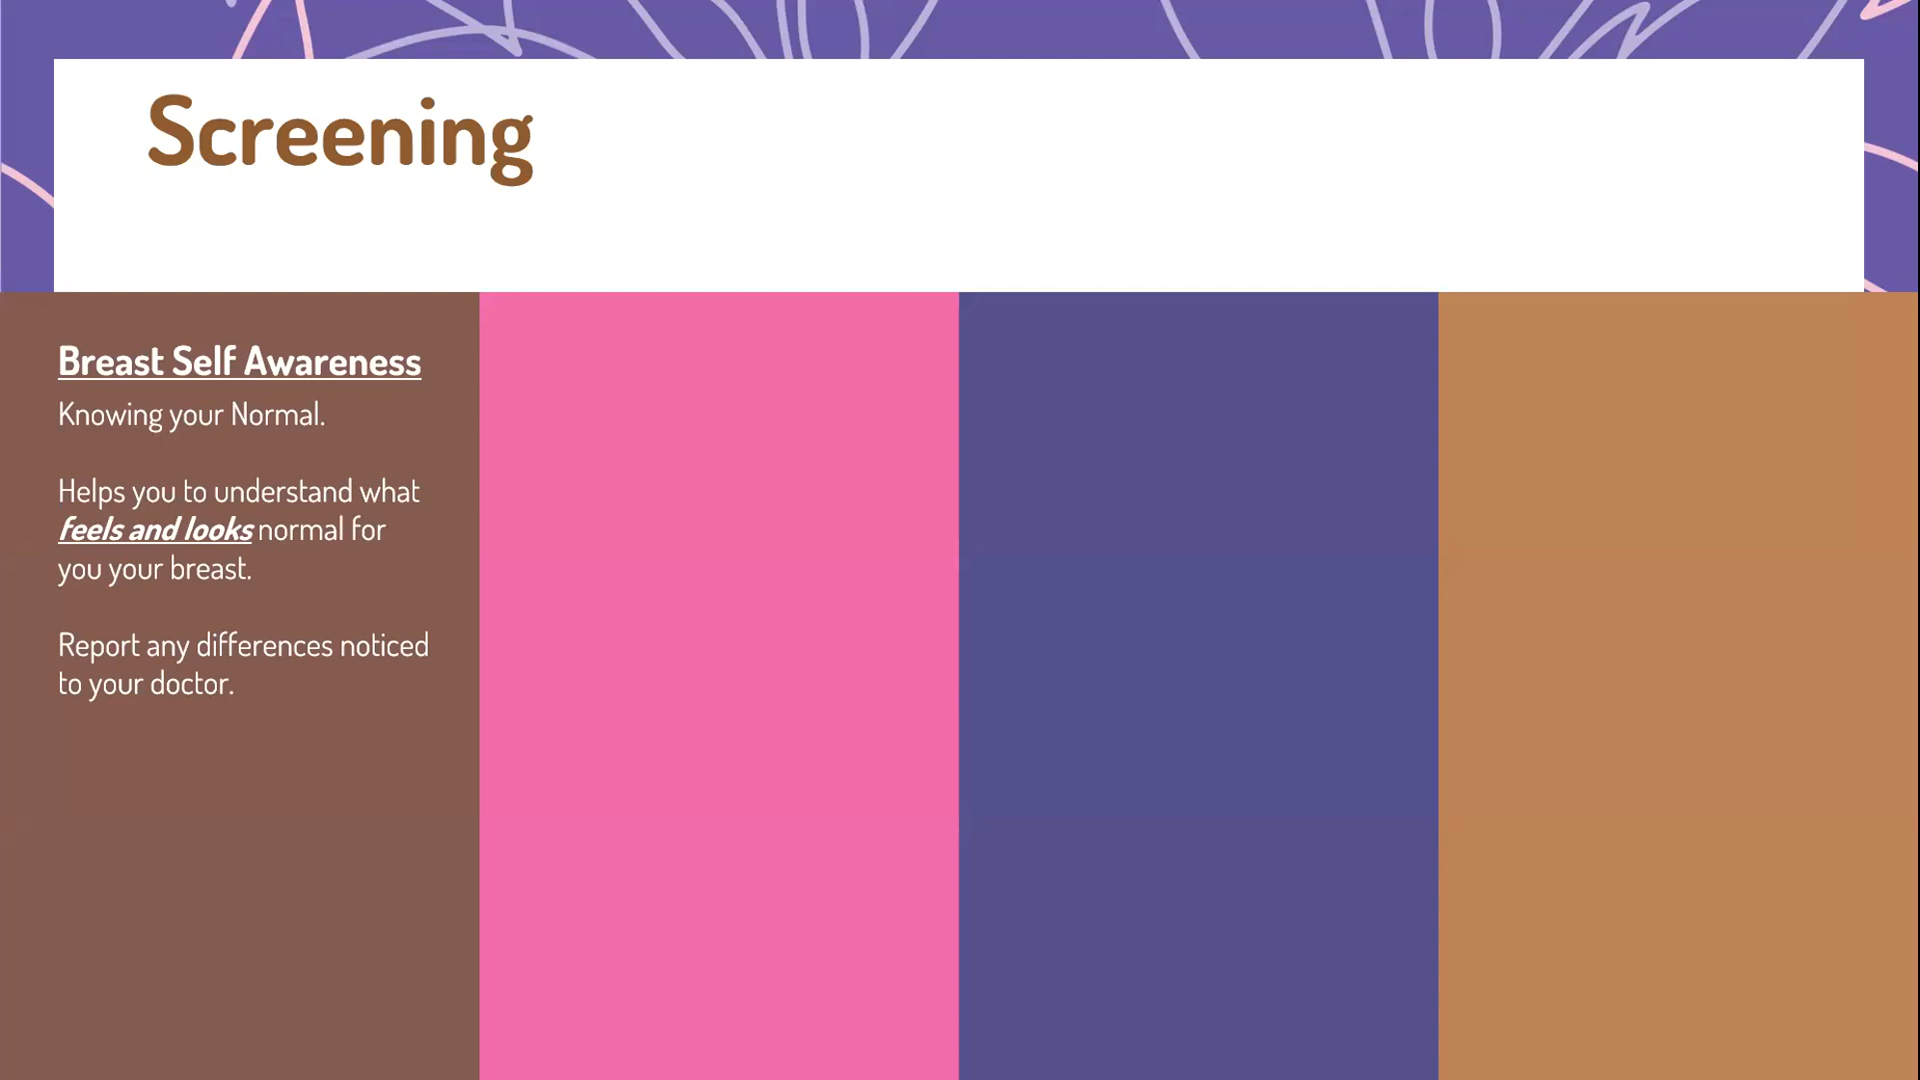 Screening
Breast Self Awareness
Knowing your Normal.
Helps you to understand what
feels and looks normal for
you your breast.
Report any differences noticed
to your doctor.